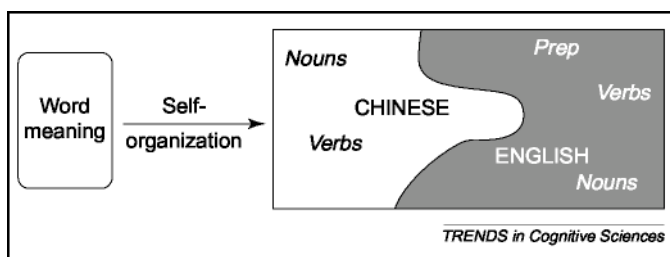 Word
meaning
Self-
organization
Nouns
CHINESE
Verbs
Prep
Verbs
ENGLISH
Nouns
TRENDS in Cognitive Sciences